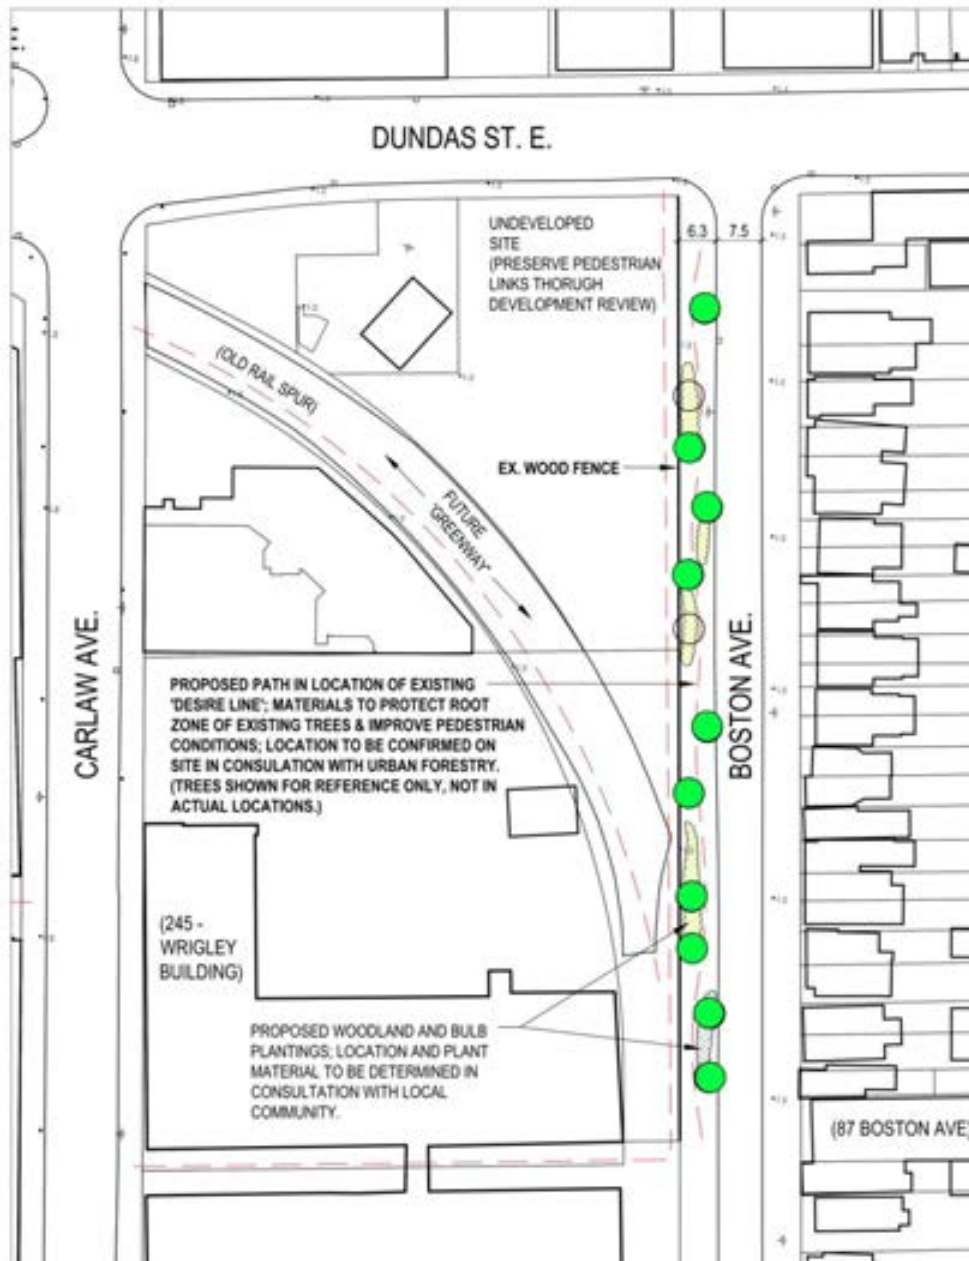 DUNDAS ST. E.
UNDEVELOPED
SITE
(PRESERVE PEDESTRIAN
LINKS THORUGH
DEVELOPMENT REVIEW)
6.3
7.5
(OLD RAIL SPUR)
EX. WOOD FENCE
FUTURE
'GREENWAY'
CARLAW AVE.
BOSTON AVE.
PROPOSED PATH IN LOCATION OF EXISTING
'DESIRE LINE'; MATERIALS TO PROTECT ROOT
ZONE OF EXISTING TREES & IMPROVE PEDESTRIAN
CONDITIONS; LOCATION TO BE CONFIRMED ON
SITE IN CONSULATION WITH URBAN FORESTRY.
(TREES SHOWN FOR REFERENCE ONLY, NOT IN
ACTUAL LOCATIONS.)
(245 -
WRIGLEY
BUILDING)
PROPOSED WOODLAND AND BULB
PLANTINGS; LOCATION AND PLANT
MATERIAL TO BE DETERMINED IN
CONSULTATION WITH LOCAL
COMMUNITY.
(87 BOSTON AVE)